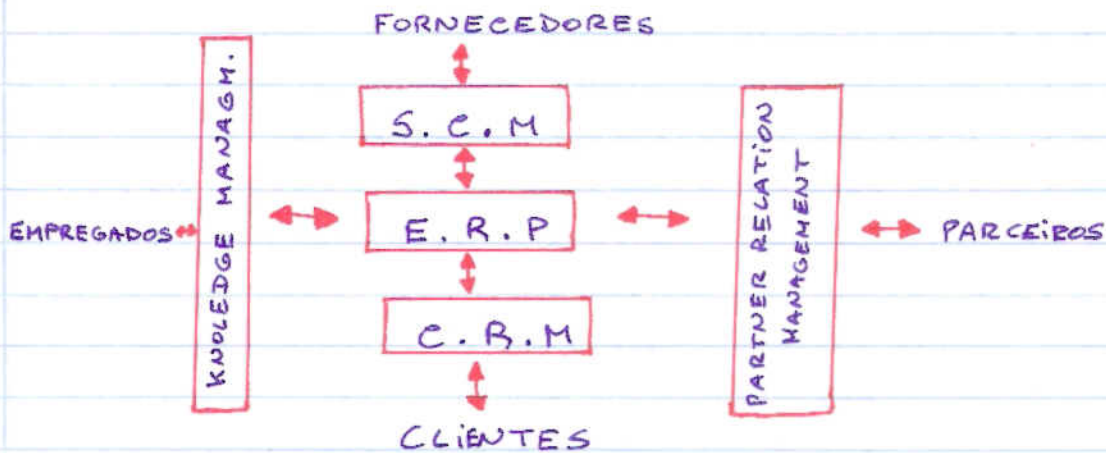 FORNECEDORES
S.C.M
KNOLEDGE MANAGM.
E.R.P
EMPREGADOS
PARTNER RELATION
MANAGEMENT
PARCEIROS
C.R.M
CLIENTES